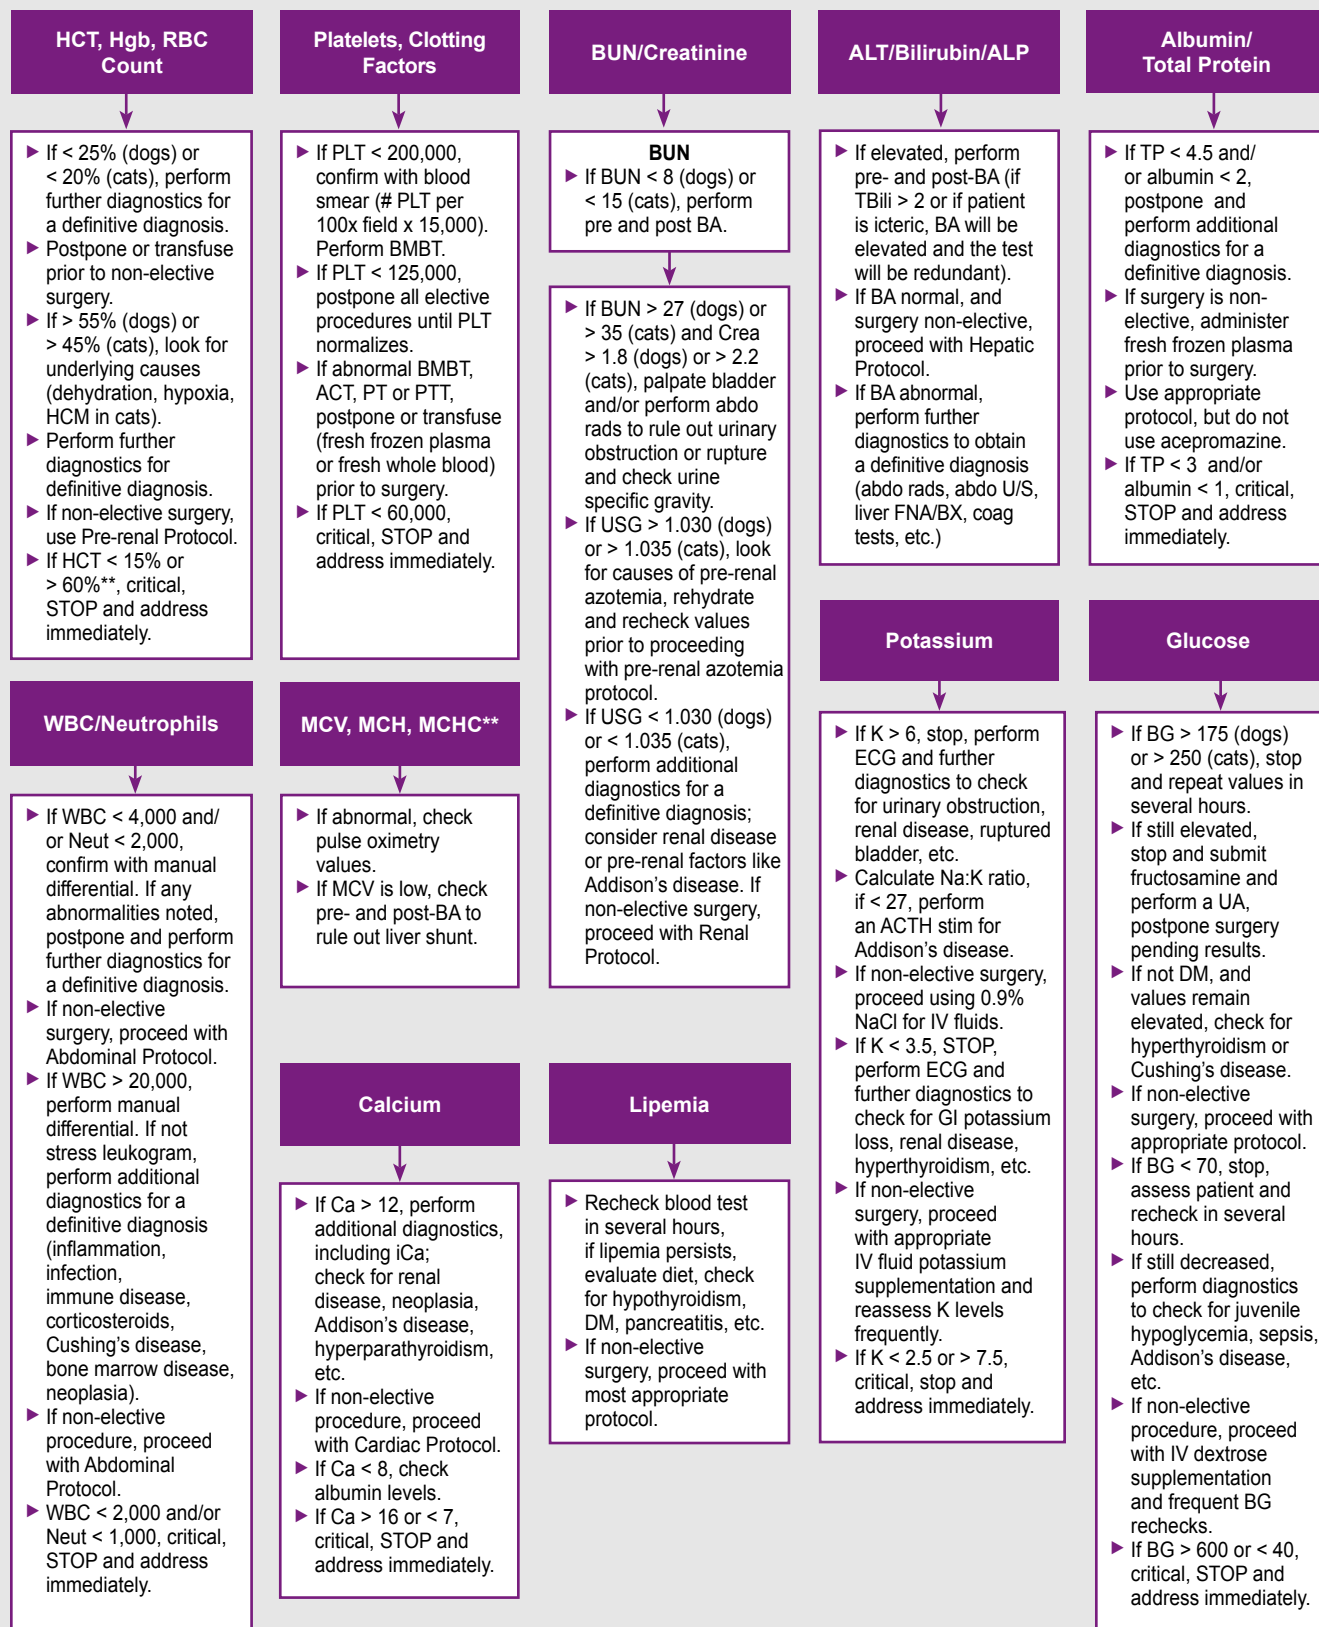 HCT, Hgb, RBC
Count
▶ If < 25% (dogs) or
< 20% (cats), perform
further diagnostics for
a definitive diagnosis.
▶ Postpone or transfuse
prior to non-elective
surgery.
▶ If > 55% (dogs) or
> 45% (cats), look for
underlying causes
(dehydration, hypoxia,
HCM in cats).
▶ Perform further
diagnostics for
definitive diagnosis.
▶ If non-elective surgery,
use Pre-renal Protocol.
▶ If HCT < 15% or
> 60%**, critical,
STOP and address
immediately.
Platelets, Clotting
Factors
▶ If PLT < 200,000,
confirm with blood
smear (# PLT per
100x field x 15,000).
Perform BMBT.
▶ If PLT < 125,000,
postpone all elective
procedures until PLT
normalizes.
▶ If abnormal BMBT,
ACT, PT or PTT,
postpone or transfuse
(fresh frozen plasma
or fresh whole blood)
prior to surgery.
▶ If PLT < 60,000,
critical, STOP and
address immediately.
BUN/Creatinine
BUN
▶ If BUN < 8 (dogs) or
< 15 (cats), perform
pre and post BA.
▶ If BUN > 27 (dogs) or
> 35 (cats) and Crea
> 1.8 (dogs) or > 2.2
(cats), palpate bladder
and/or perform abdo
rads to rule out urinary
obstruction or rupture
and check urine
specific gravity.
▶ If USG > 1.030 (dogs)
or > 1.035 (cats), look
for causes of pre-renal
azotemia, rehydrate
and recheck values
prior to proceeding
with pre-renal azotemia
protocol.
▶ If USG < 1.030 (dogs)
or < 1.035 (cats),
perform additional
diagnostics for a
definitive diagnosis;
consider renal disease
or pre-renal factors like
Addison's disease. If
non-elective surgery,
proceed with Renal
Protocol.
ALT/Bilirubin/ALP
▶ If elevated, perform
pre- and post-BA (if
TBili > 2 or if patient
is icteric, BA will be
elevated and the test
will be redundant).
▶ If BA normal, and
surgery non-elective,
proceed with Hepatic
Protocol.
▶ If BA abnormal,
perform further
diagnostics to obtain
a definitive diagnosis
(abdo rads, abdo U/S,
liver FNA/BX, coag
tests, etc.)
Albumin/
Total Protein
▶ If TP < 4.5 and/
or albumin < 2,
postpone and
perform additional
diagnostics for a
definitive diagnosis.
▶ If surgery is non-
elective, administer
fresh frozen plasma
prior to surgery.
▶ Use appropriate
protocol, but do not
use acepromazine.
▶ If TP < 3 and/or
albumin < 1, critical,
STOP and address
immediately.
WBC/Neutrophils
▶ If WBC < 4,000 and/
or Neut < 2,000,
confirm with manual
differential. If any
abnormalities noted,
postpone and perform
further diagnostics for
a definitive diagnosis.
▶ If non-elective
surgery, proceed with
Abdominal Protocol.
▶ If WBC > 20,000,
perform manual
differential. If not
stress leukogram,
perform additional
diagnostics for a
definitive diagnosis
(inflammation,
infection,
immune disease,
corticosteroids,
Cushing's disease,
bone marrow disease,
neoplasia).
▶ If non-elective
procedure, proceed
with Abdominal
Protocol.
▶ WBC < 2,000 and/or
Neut < 1,000, critical,
STOP and address
immediately.
MCV, MCH, MCHC**
▶ If abnormal, check
pulse oximetry
values.
▶ If MCV is low, check
pre- and post-BA to
rule out liver shunt.
Calcium
▶ If Ca > 12, perform
additional diagnostics,
including iCa;
check for renal
disease, neoplasia,
Addison's disease,
hyperparathyroidism,
etc.
▶ If non-elective
procedure, proceed
with Cardiac Protocol.
▶ If Ca < 8, check
albumin levels.
▶ If Ca > 16 or < 7,
critical, STOP and
address immediately.
Lipemia
▶ Recheck blood test
in several hours,
if lipemia persists,
evaluate diet, check
for hypothyroidism,
DM, pancreatitis, etc.
▶ If non-elective
surgery, proceed with
most appropriate
protocol.
Potassium
▶ If K > 6, stop, perform
ECG and further
diagnostics to check
for urinary obstruction,
renal disease, ruptured
bladder, etc.
▶ Calculate Na:K ratio,
if < 27, perform
an ACTH stim for
Addison's disease.
▶ If non-elective surgery,
proceed using 0.9%
NaCl for IV fluids.
▶ If K < 3.5, STOP,
perform ECG and
further diagnostics to
check for GI potassium
loss, renal disease,
hyperthyroidism, etc.
▶ If non-elective
surgery, proceed
with appropriate
IV fluid potassium
supplementation and
reassess K levels
frequently.
▶ If K < 2.5 or > 7.5,
critical, stop and
address immediately.
Glucose
▶ If BG > 175 (dogs)
or > 250 (cats), stop
and repeat values in
several hours.
▶ If still elevated,
stop and submit
fructosamine and
perform a UA,
postpone surgery
pending results.
▶ If not DM, and
values remain
elevated, check for
hyperthyroidism or
Cushing's disease.
▶ If non-elective
surgery, proceed with
appropriate protocol.
▶ If BG < 70, stop,
assess patient and
recheck in several
hours.
▶ If still decreased,
perform diagnostics
to check for juvenile
hypoglycemia, sepsis,
Addison's disease,
etc.
▶ If non-elective
procedure, proceed
with IV dextrose
supplementation
and frequent BG
rechecks.
▶ If BG > 600 or < 40,
critical, STOP and
address immediately.